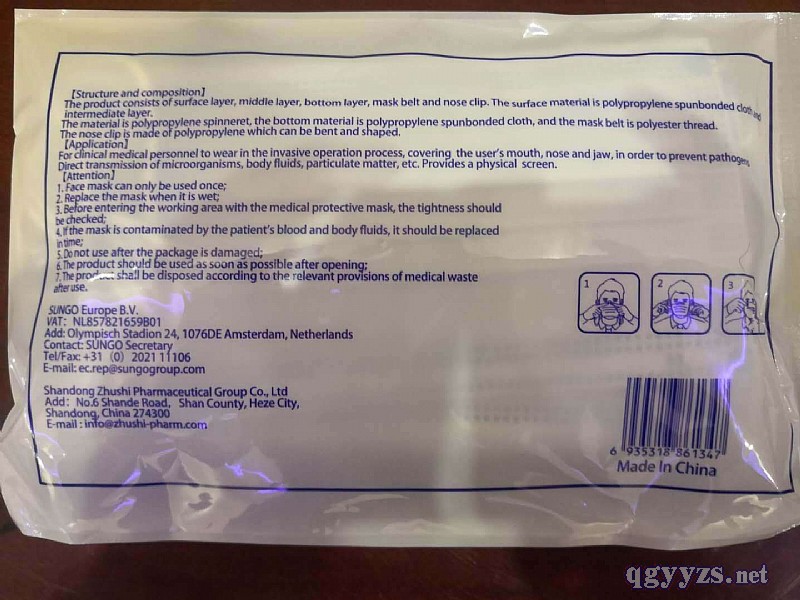 【Structure and composition】
The product consists of surface layer, middle layer, bottom layer, mask belt and nose clip. The surface material is polypropylene spunbonded cloth and
intermediate layer.
The material is polypropylene spinneret, the bottom material is polypropylene spunbonded cloth, and the mask belt is polyester thread.
The nose clip is made of polypropylene which can be bent and shaped.
【Application】
For clinical medical personnel to wear in the invasive operation process, covering the user's mouth, nose and jaw, in order to prevent pathogens
Direct transmission of microorganisms, body fluids, particulate matter, etc. Provides a physical screen.
【Attention】
1. Face mask can only be used once;
2. Replace the mask when it is wet;
3. Before entering the working area with the medical protective mask, the tightness should
be checked;
4. If the mask is contaminated by the patient's blood and body fluids, it should be replaced
in time;
5. Do not use after the package is damaged;
6. The product should be used as soon as possible after opening;
7. The product shall be disposed according to the relevant provisions of medical waste
after use.
1 2 3
SUNGO Europe B.V.
VAT: NL857821659B01
Add: Olympisch Stadion 24, 1076DE Amsterdam, Netherlands
Contact: SUNGO Secretary
Tel/Fax: +31（0）2021 11106
E-mail: ec.rep@sungogroup.com
Shandong Zhushi Pharmaceutical Group Co., Ltd
Add: No.6 Shande Road, Shan County, Heze City,
Shandong, China 274300
E-mail : info@zhushi-pharm.com
6 935318 861347
Made In China
qgyyzs.net